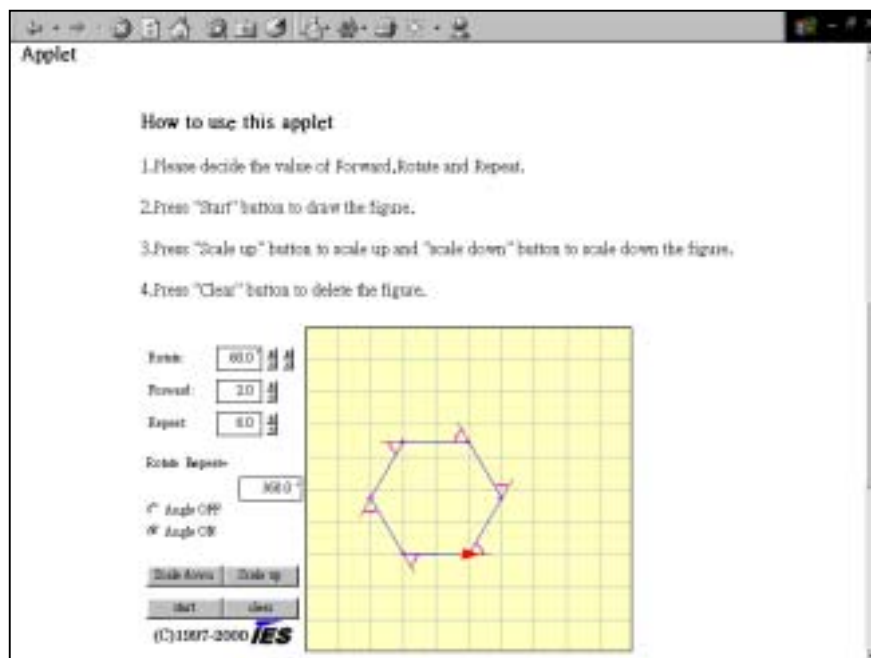 Applet
How to use this applet
1.Please decide the value of Forward,Rotate and Repeat.
2.Press "Start" button to draw the figure.
3.Press "Scale up" button to scale up and "scale down" button to scale down the figure.
4.Press "Clear" button to delete the figure.
Rotate: 60.0 °
Forward: 2.0
Repeat: 6.0
Rotate Repeat=
360.0 °
Angle OFF
Angle ON
Scale down Scale up
start clear
(C)1997-2000 IES